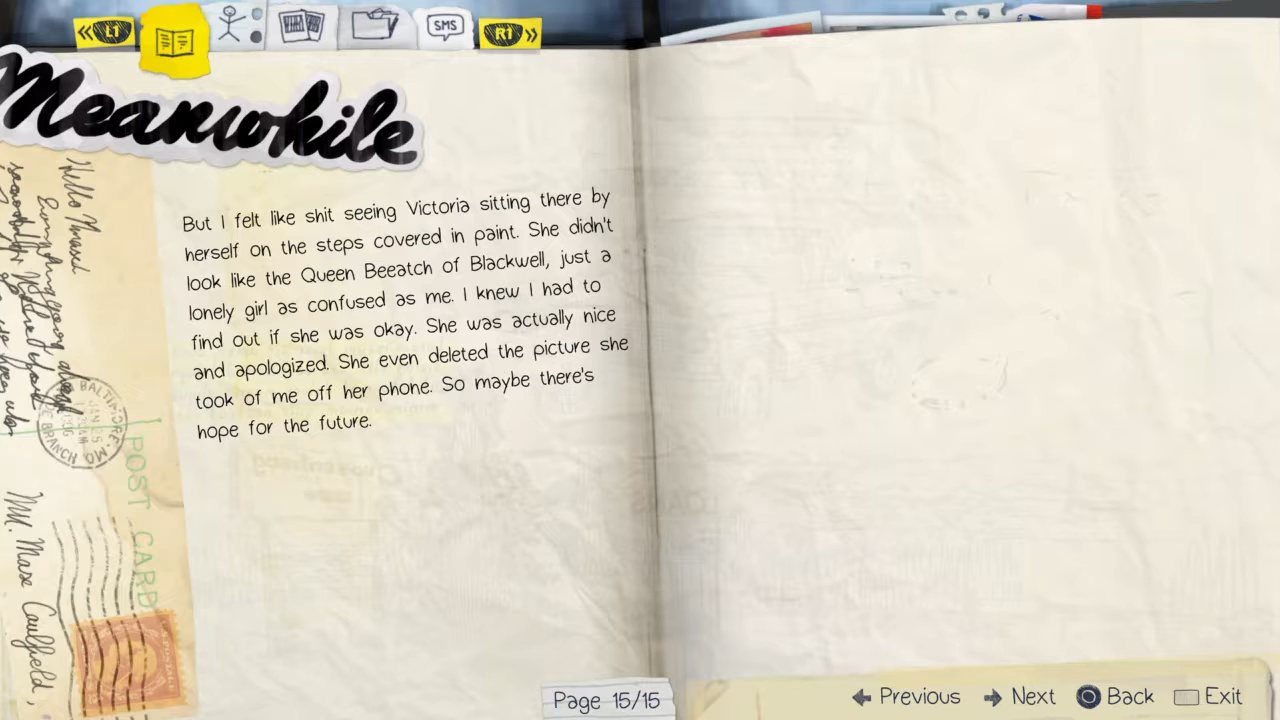 L1
SMS
R1
Meanwhile
But I felt like shit seeing Victoria sitting there by
herself on the steps covered in paint. She didn't
look like the Queen Beeatch of Blackwell, just a
lonely girl as confused as me. I knew I had to
find out if she was okay. She was actually nice
and apologized. She even deleted the picture she
took of me off her phone. So maybe there's
hope for the future.
POST CARD
BALTIMORE-MO
JAN 25
E BRANCH
Page 15/15
Previous
Next
Back
Exit